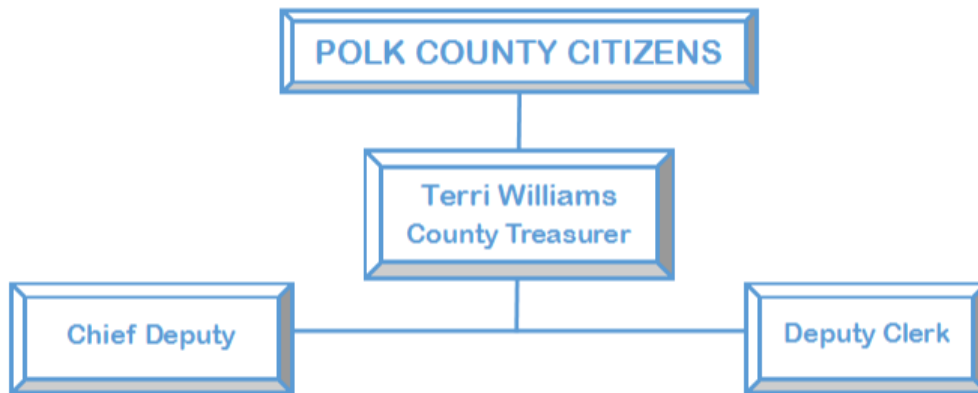 POLK COUNTY CITIZENS
Terri Williams
County Treasurer
Chief Deputy
Deputy Clerk